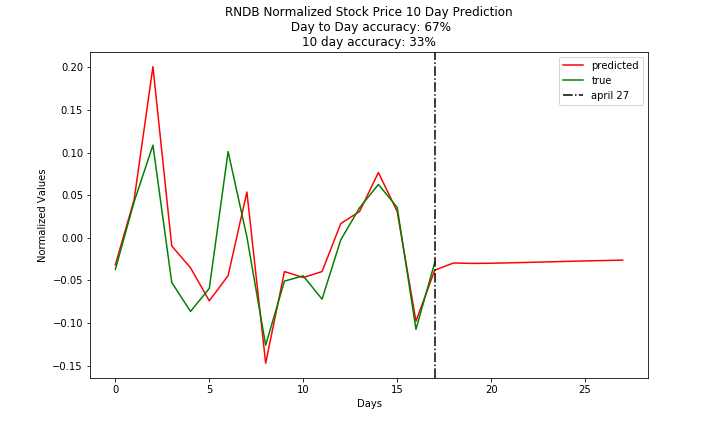 RNDB Normalized Stock Price 10 Day Prediction
Day to Day accuracy: 67%
10 day accuracy: 33%
predicted
true
april 27
Normalized Values
0.20
0.15
0.10
0.05
0.00
−0.05
−0.10
−0.15
0 5 10 15 20 25
Days